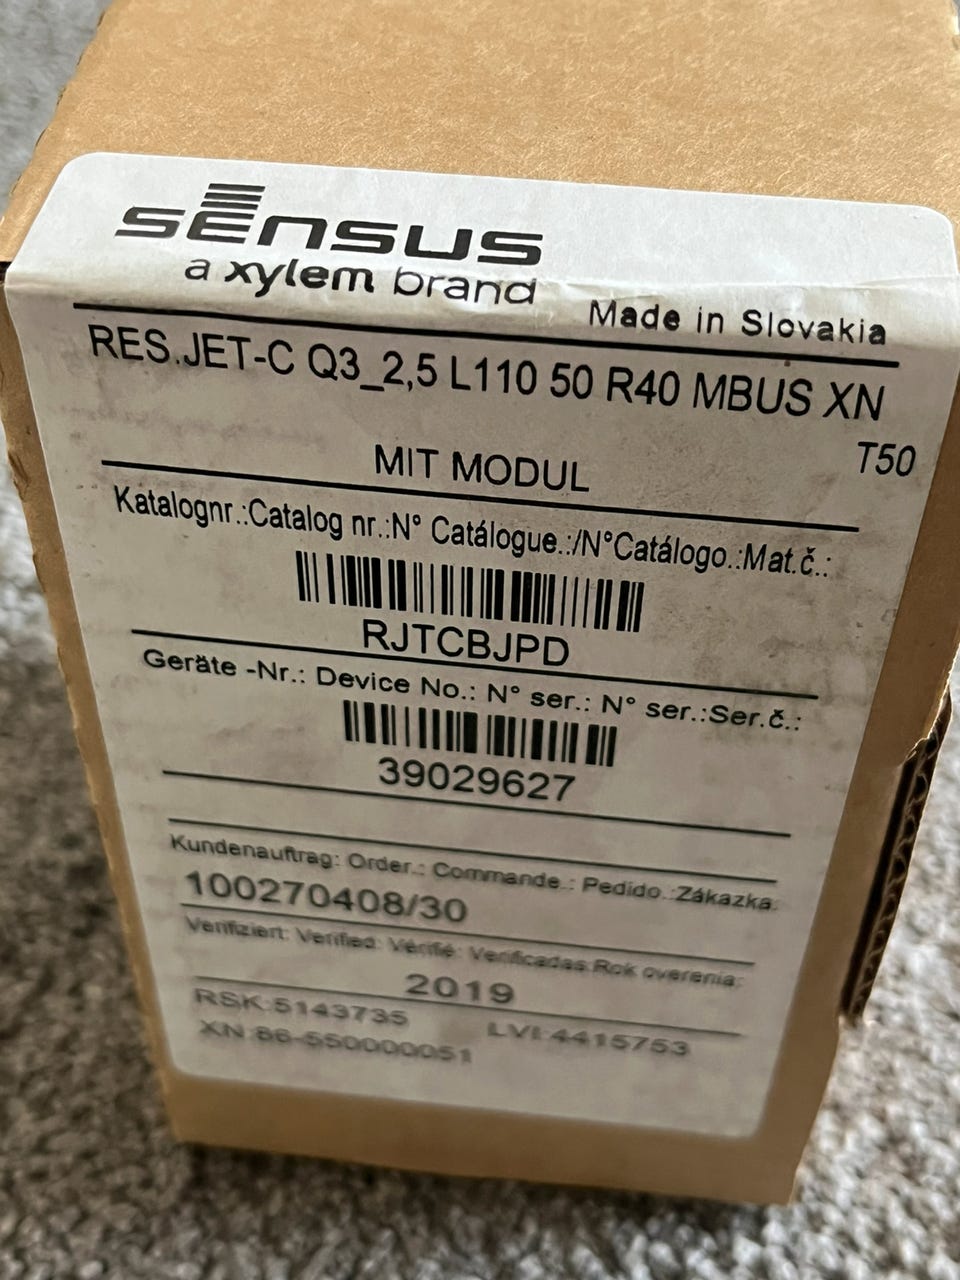 sensus
a xylem brand
Made in Slovakia
RES.JET-C Q3_2,5 L110 50 R40 MBUS XN
T50
MIT MODUL
Katalognr.:Catalog nr.:N° Catálogue.:/N°Catálogo.:Mat.č.:
RJTCBJPD
Geräte -Nr.: Device No.: N° ser.: N° ser.:Ser.č.:
39029627
Kundenauftrag: Order.: Commande.: Pedido.:Zákazka:
100270408/30
Verifiziert: Verified: Vérifié: Verificadas:Rok overenia:
2019
RSK:5143735
LVI:4415753
XN:86-550000051